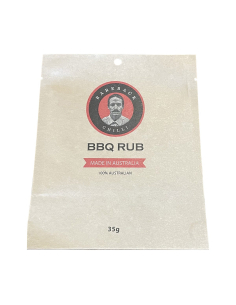 BAREBACK
CHILLI
BBQ RUB
MADE IN AUSTRALIA
100% AUSTRALIAN
35g